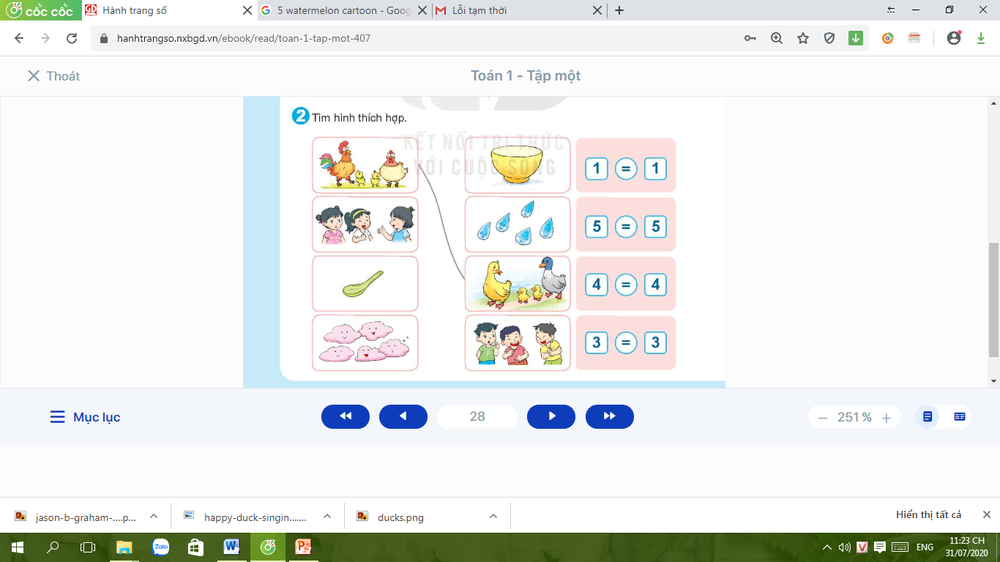 cốc cốc
Hành trang số
5 watermelon cartoon - Goog
Lỗi tạm thời
hanhtrangso.nxbgd.vn/ebook/read/toan-1-tap-mot-407
Thoát
Toán 1 - Tập một
2 Tìm hình thích hợp.
KẾT NỐI TRI THỨC
VỚI CUỘC SỐNG
1 = 1
5 = 5
4 = 4
3 = 3
Mục lục
28
251 %
jason-b-graham-....p...
happy-duck-singin.......
ducks.png
Hiển thị tất cả
Zalo
ENG
11:23 CH
31/07/2020